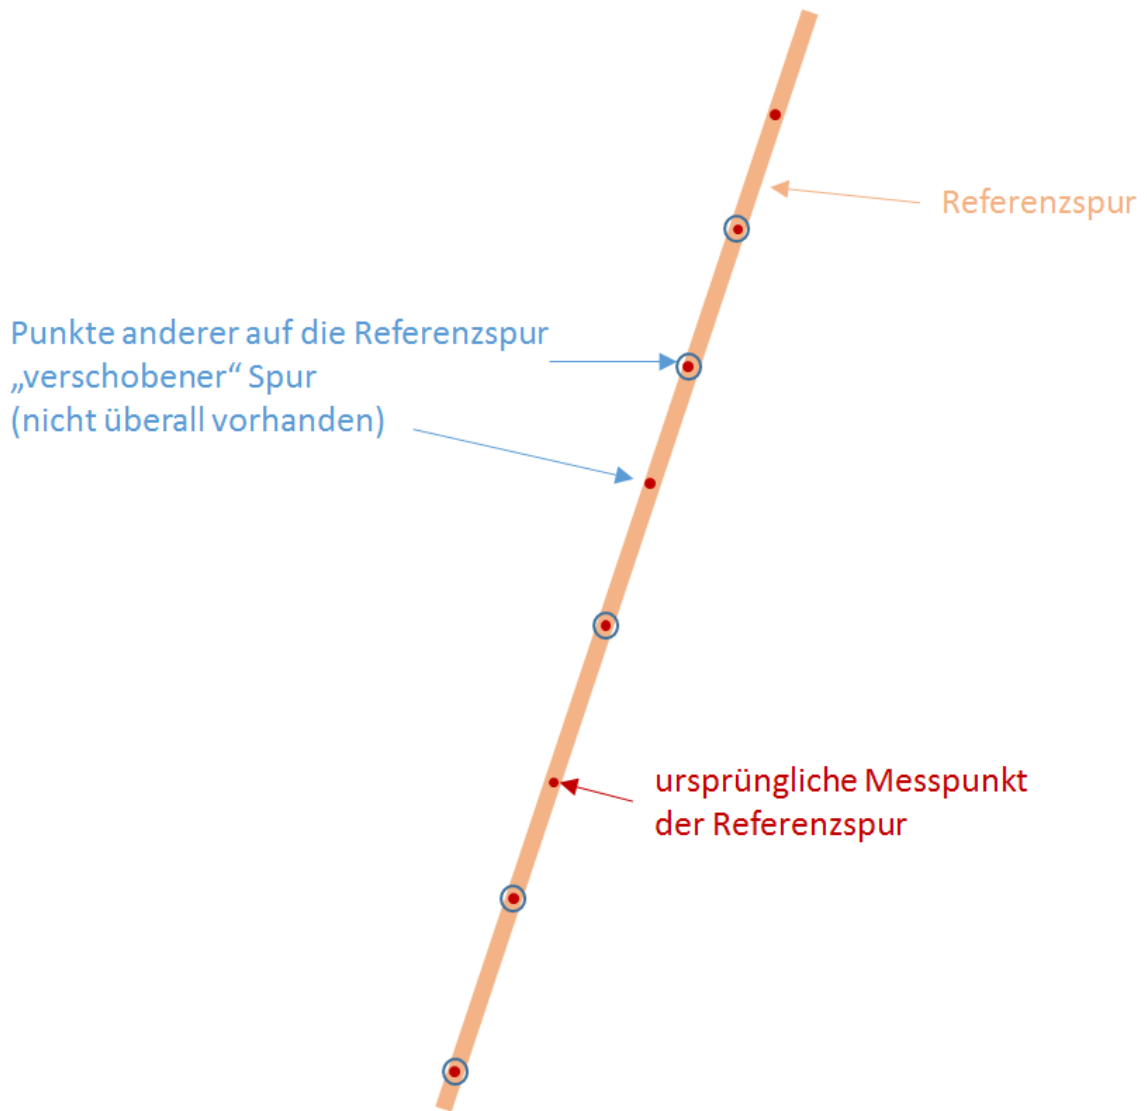 Referenzspur
Punkte anderer auf die Referenzspur
„verschobener“ Spur
(nicht überall vorhanden)
ursprüngliche Messpunkt
der Referenzspur